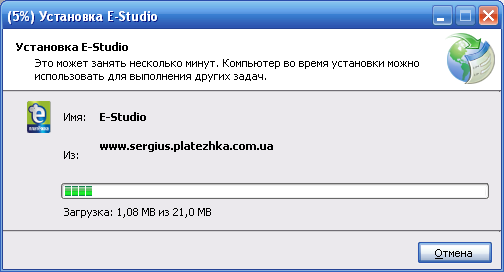 (5%) Установка E-Studio
Установка E-Studio
Это может занять несколько минут. Компьютер во время установки можно
использовать для выполнения других задач.
Имя: E-Studio
Из: www.sergius.platezhka.com.ua
Загрузка: 1,08 MB из 21,0 MB
Отмена